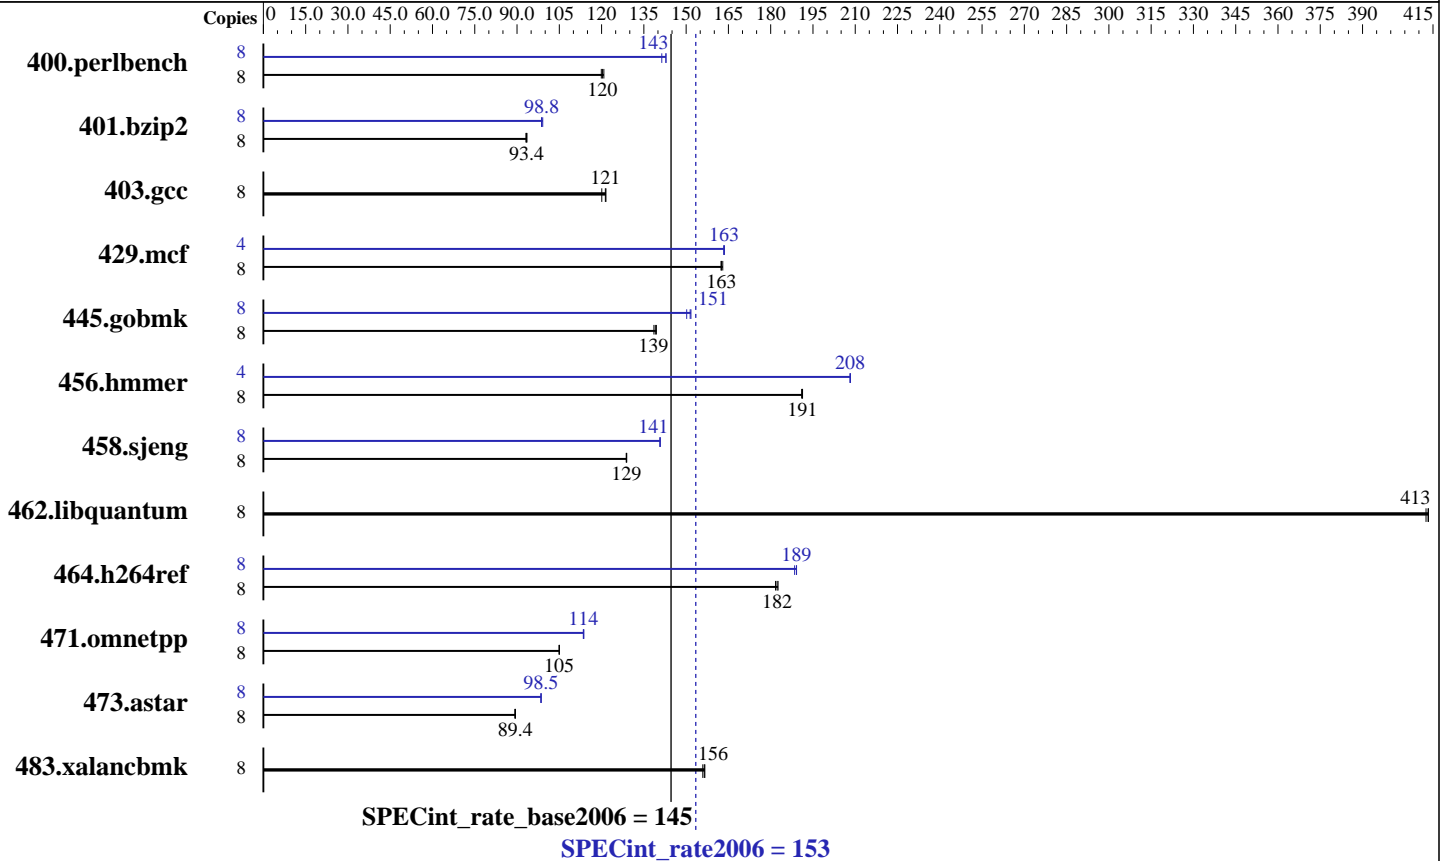 Copies 0 15.0 30.0 45.0 60.0 75.0 90.0 105 120 135 150 165 180 195 210 225 240 255 270 285 300 315 330 345 360 375 390 415
400.perlbench 8 143
8 120
401.bzip2 8 98.8
8 93.4
403.gcc 8 121
429.mcf 4 163
8 163
445.gobmk 8 151
8 139
456.hmmer 4 208
8 191
458.sjeng 8 141
8 129
462.libquantum 8 413
464.h264ref 8 189
8 182
471.omnetpp 8 114
8 105
473.astar 8 98.5
8 89.4
483.xalancbmk 8 156
SPECint_rate_base2006 = 145
SPECint_rate2006 = 153